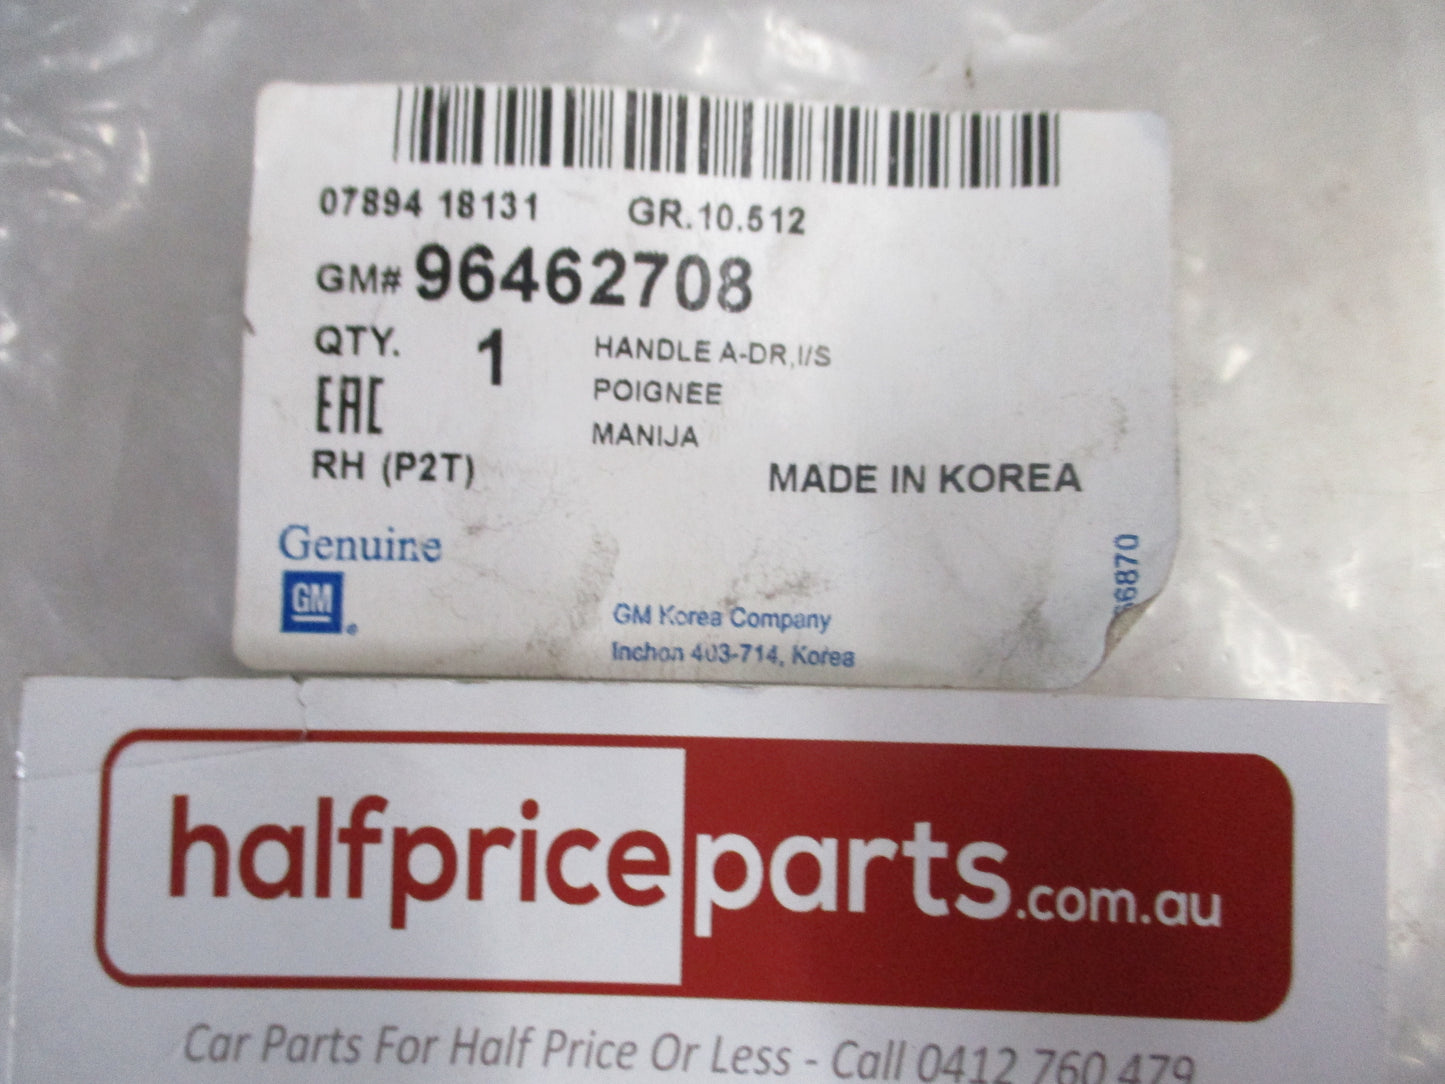 07894 18131 GR.10.512
GM# 96462708
QTY. 1 HANDLE A-DR,I/S
EAC POIGNEE
MANIJA
RH (P2T)
MADE IN KOREA
Genuine
GM
GM Korea Company
Inchon 403-714, Korea
66870
halfpriceparts.com.au
Car Parts For Half Price Or Less - Call 0412 760 479